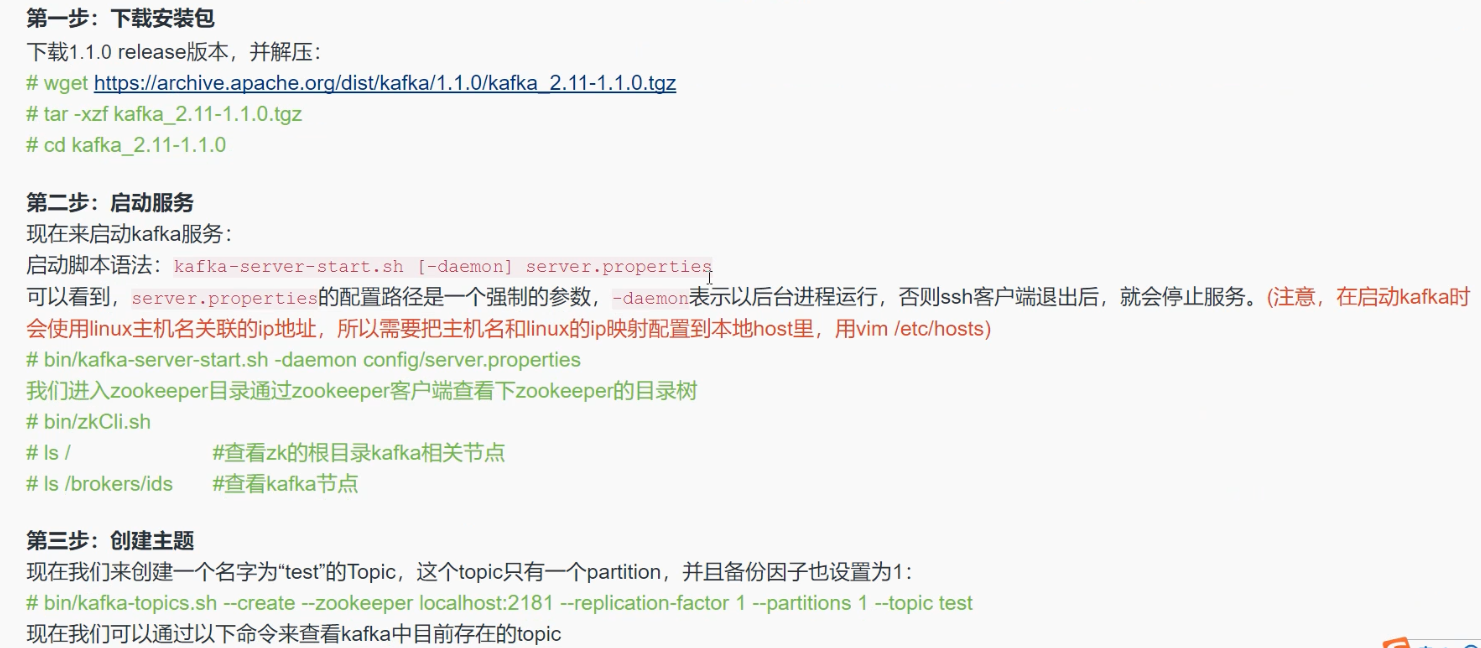 第一步：下载安装包
下载1.1.0 release版本，并解压：
# wget https://archive.apache.org/dist/kafka/1.1.0/kafka_2.11-1.1.0.tgz
# tar -xzf kafka_2.11-1.1.0.tgz
# cd kafka_2.11-1.1.0
第二步：启动服务
现在来启动kafka服务：
启动脚本语法：kafka-server-start.sh [-daemon] server.properties
可以看到，server.properties的配置路径是一个强制的参数，-daemon表示以后台进程运行，否则ssh客户端退出后，就会停止服务。(注意，在启动kafka时
会使用linux主机名关联的ip地址，所以需要把主机名和linux的ip映射配置到本地host里，用vim /etc/hosts)
# bin/kafka-server-start.sh -daemon config/server.properties
我们进入zookeeper目录通过zookeeper客户端查看下zookeeper的目录树
# bin/zkCli.sh
# ls / #查看zk的根目录kafka相关节点
# ls /brokers/ids #查看kafka节点
第三步：创建主题
现在我们来创建一个名字为“test”的Topic，这个topic只有一个partition，并且备份因子也设置为1：
# bin/kafka-topics.sh --create --zookeeper localhost:2181 --replication-factor 1 --partitions 1 --topic test
现在我们可以通过以下命令来查看kafka中目前存在的topic